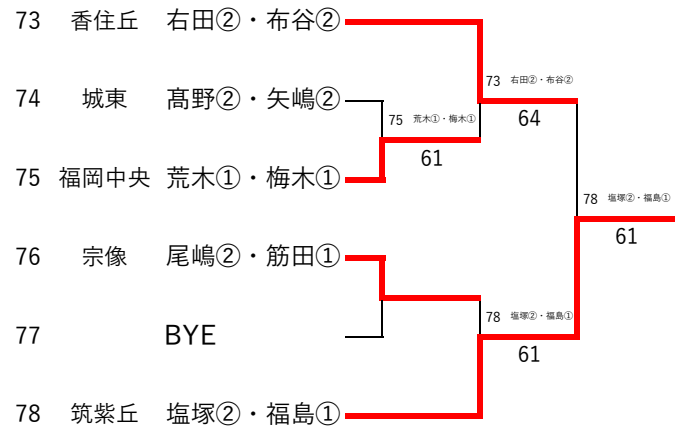 73 香住丘 右田②・布谷②
73 右田②・布谷②
64
74 城東 髙野②・矢嶋②
75 荒木①・梅木①
61
75 福岡中央 荒木①・梅木①
78 塩塚②・福島①
61
76 宗像 尾嶋②・筋田①
77 BYE
78 塩塚②・福島①
61
78 筑紫丘 塩塚②・福島①